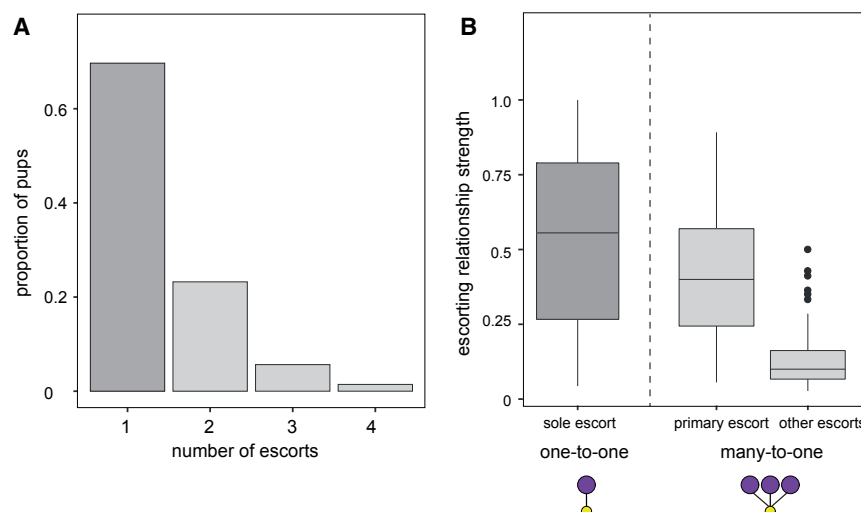 A
proportion of pups
0.6
0.4
0.2
0
1 2 3 4
number of escorts
B
escorting relationship strength
1.0
0.75
0.5
0.25
0
sole escort primary escort other escorts
one-to-one many-to-one